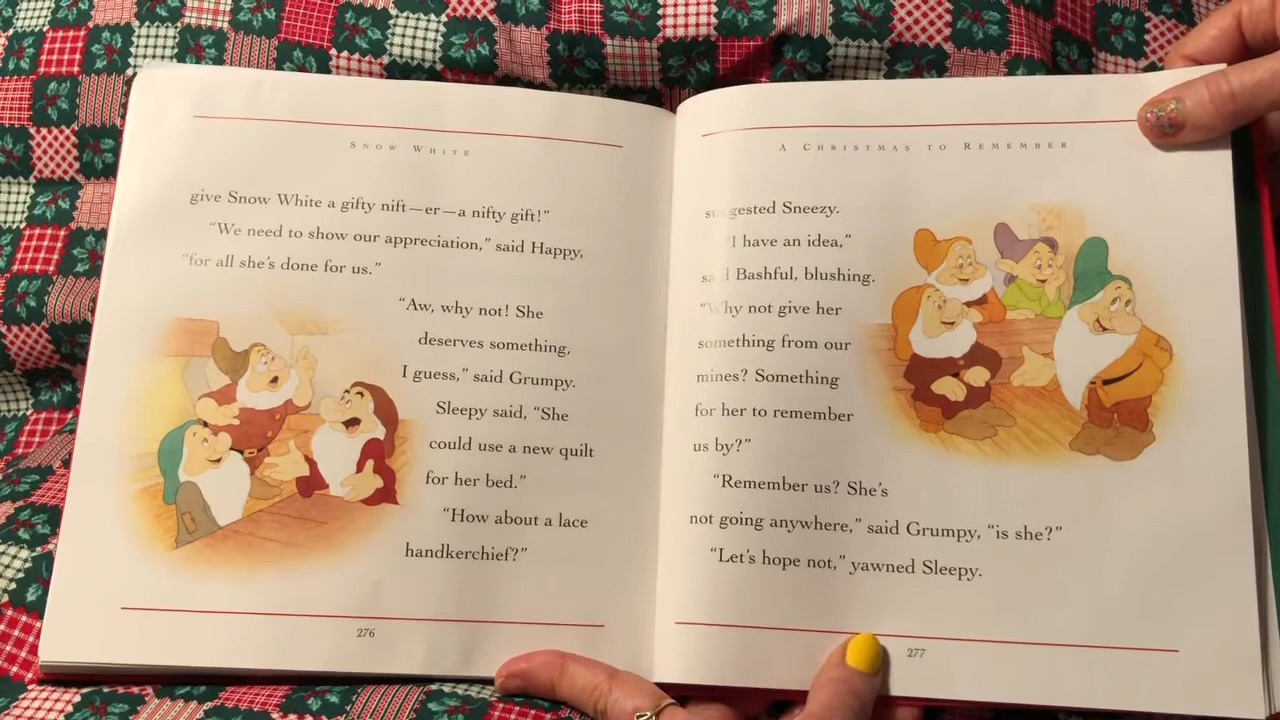 SNOW WHITE
give Snow White a gifty nift—er—a nifty gift!"
"We need to show our appreciation," said Happy,
"for all she's done for us."
"Aw, why not! She
deserves something,
I guess," said Grumpy.
Sleepy said, "She
could use a new quilt
for her bed."
"How about a lace
handkerchief?"
276
A CHRISTMAS TO REMEMBER
suggested Sneezy.
"I have an idea,"
said Bashful, blushing.
"Why not give her
something from our
mines? Something
for her to remember
us by?"
"Remember us? She's
not going anywhere," said Grumpy, "is she?"
"Let's hope not," yawned Sleepy.
277